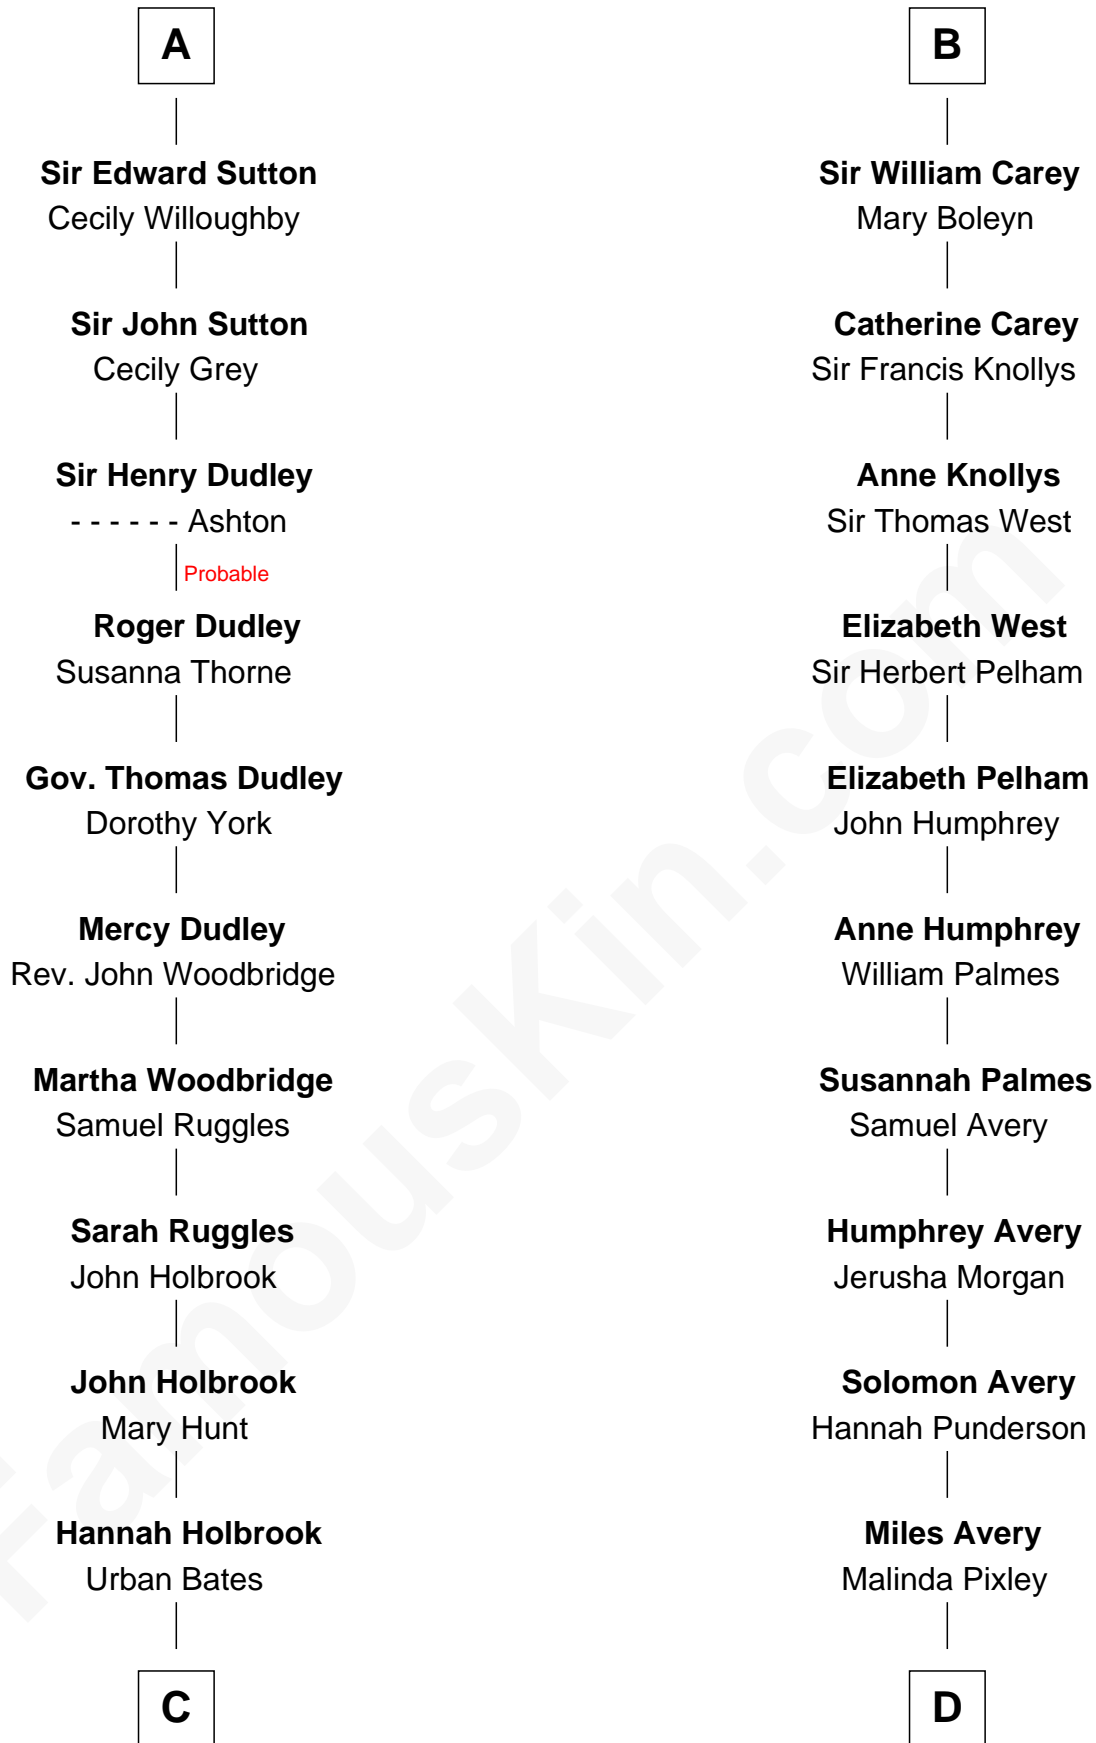 A
Sir Edward Sutton
Cecily Willoughby
Sir John Sutton
Cecily Grey
Sir Henry Dudley
- - - - - - Ashton
Probable
Roger Dudley
Susanna Thorne
Gov. Thomas Dudley
Dorothy York
Mercy Dudley
Rev. John Woodbridge
Martha Woodbridge
Samuel Ruggles
Sarah Ruggles
John Holbrook
John Holbrook
Mary Hunt
Hannah Holbrook
Urban Bates
C
B
Sir William Carey
Mary Boleyn
Catherine Carey
Sir Francis Knollys
Anne Knollys
Sir Thomas West
Elizabeth West
Sir Herbert Pelham
Elizabeth Pelham
John Humphrey
Anne Humphrey
William Palmes
Susannah Palmes
Samuel Avery
Humphrey Avery
Jerusha Morgan
Solomon Avery
Hannah Punderson
Miles Avery
Malinda Pixley
D
FamousKin.com